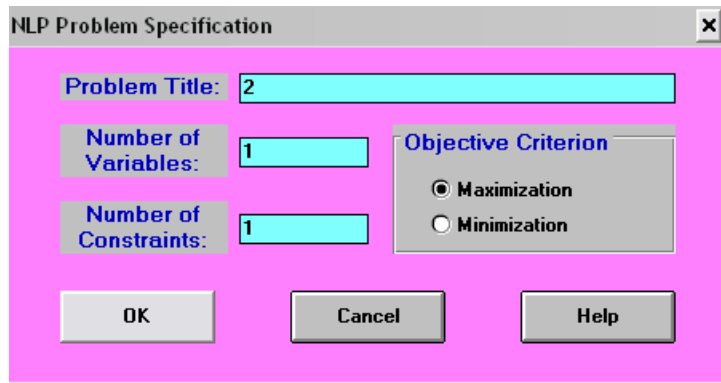 NLP Problem Specification
Problem Title: 2
Number of
Variables: 1
Number of
Constraints: 1
Objective Criterion
Maximization
Minimization
OK Cancel Help